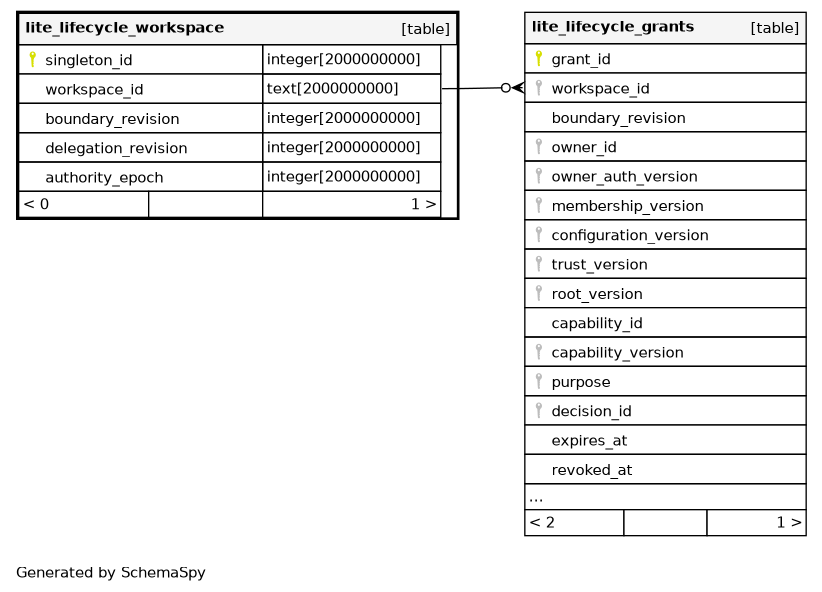 lite_lifecycle_workspace [table]
singleton_id integer[2000000000]
workspace_id text[2000000000]
boundary_revision integer[2000000000]
delegation_revision integer[2000000000]
authority_epoch integer[2000000000]
< 0 1 >
lite_lifecycle_grants [table]
grant_id
workspace_id
boundary_revision
owner_id
owner_auth_version
membership_version
configuration_version
trust_version
root_version
capability_id
capability_version
purpose
decision_id
expires_at
revoked_at
...
< 2 1 >
Generated by SchemaSpy